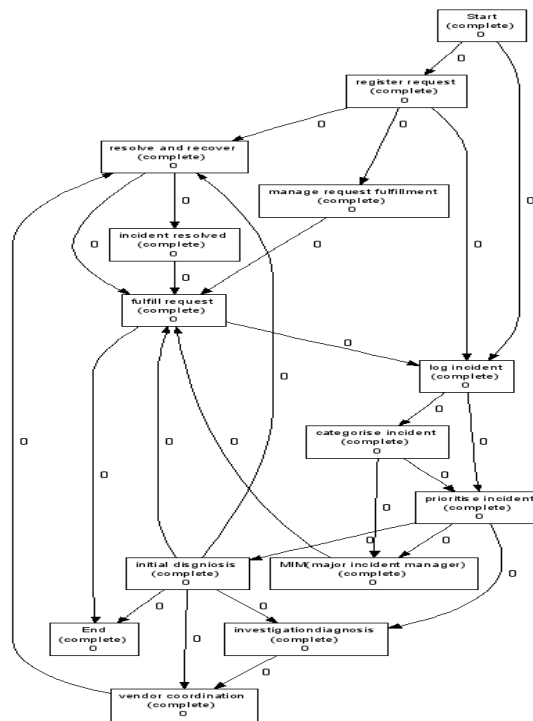 Start
(complete)
0
0
register request
(complete)
0
0
0
0
0
resolve and recover
(complete)
0
manage request fulfillment
(complete)
0
0
incident resolved
(complete)
0
0
0
0
0
fulfill request
(complete)
0
0
log incident
(complete)
0
0
0
categorise incident
(complete)
0
0
0
0
0
0
prioritise incident
(complete)
0
0
0
0
initial disgniosis
(complete)
0
MIM(major incident manager)
(complete)
0
0
0
0
0
End
(complete)
0
investigationdiagnosis
(complete)
0
0
vendor coordination
(complete)
0